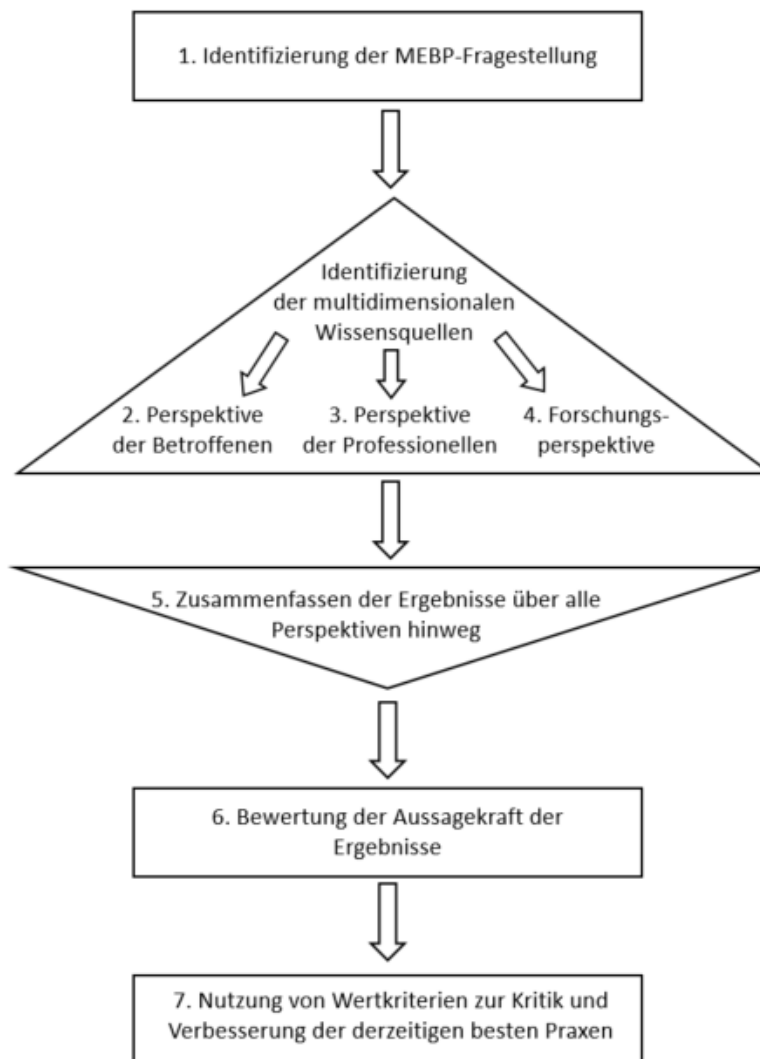 1. Identifizierung der MEBP-Fragestellung
Identifizierung
der multidimensionalen
Wissensquellen
2. Perspektive
der Betroffenen
3. Perspektive
der Professionellen
4. Forschungs-
perspektive
5. Zusammenfassen der Ergebnisse über alle
Perspektiven hinweg
6. Bewertung der Aussagekraft der
Ergebnisse
7. Nutzung von Wertkriterien zur Kritik und
Verbesserung der derzeitigen besten Praxen